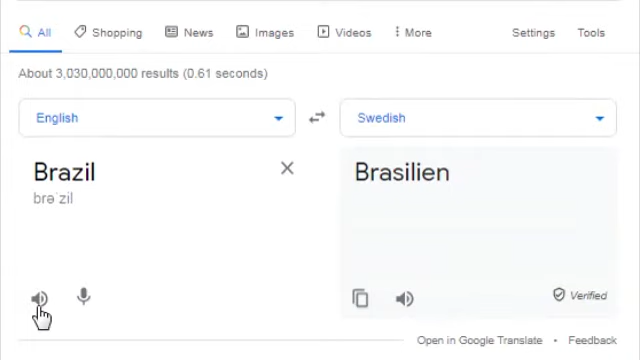 All Shopping News Images Videos More Settings Tools
About 3,030,000,000 results (0.61 seconds)
English Swedish
Brazil Brasilien
brəˈzil
Verified
Open in Google Translate • Feedback